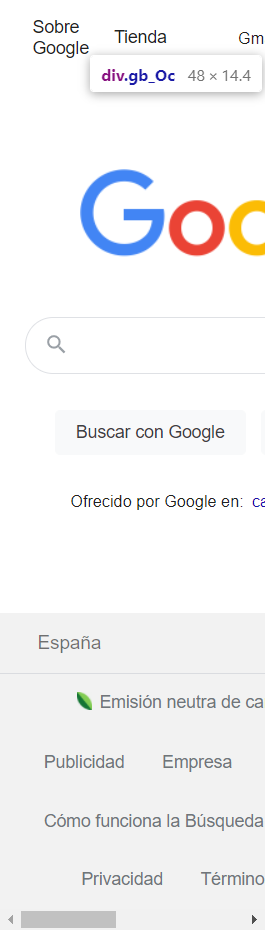 Sobre
Google
Tienda
Gm
div.gb_Oc 48 × 14.4
Goo
Buscar con Google
Ofrecido por Google en: ca
España
Emisión neutra de ca
Publicidad Empresa
Cómo funciona la Búsqueda
Privacidad Término